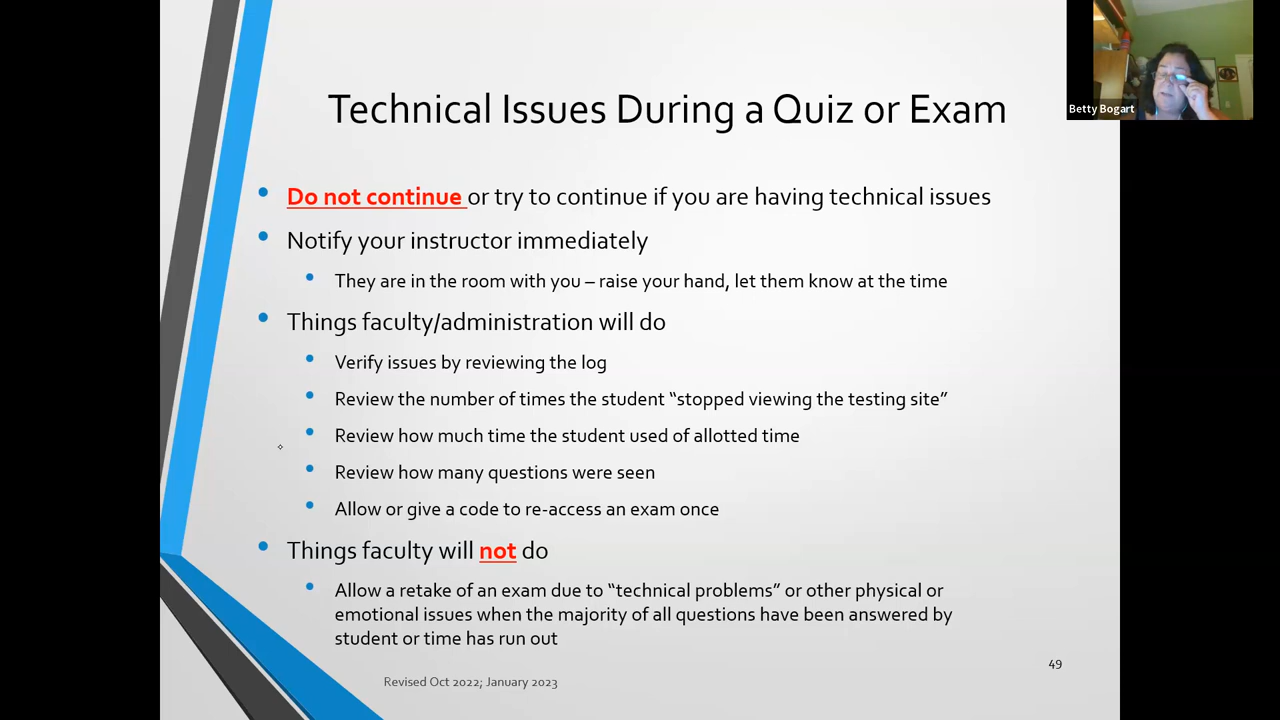 Technical Issues During a Quiz or Exam
Betty Bogart
Do not continue or try to continue if you are having technical issues
Notify your instructor immediately
They are in the room with you – raise your hand, let them know at the time
Things faculty/administration will do
Verify issues by reviewing the log
Review the number of times the student “stopped viewing the testing site”
Review how much time the student used of allotted time
Review how many questions were seen
Allow or give a code to re-access an exam once
Things faculty will not do
Allow a retake of an exam due to “technical problems” or other physical or
emotional issues when the majority of all questions have been answered by
student or time has run out
49
Revised Oct 2022; January 2023